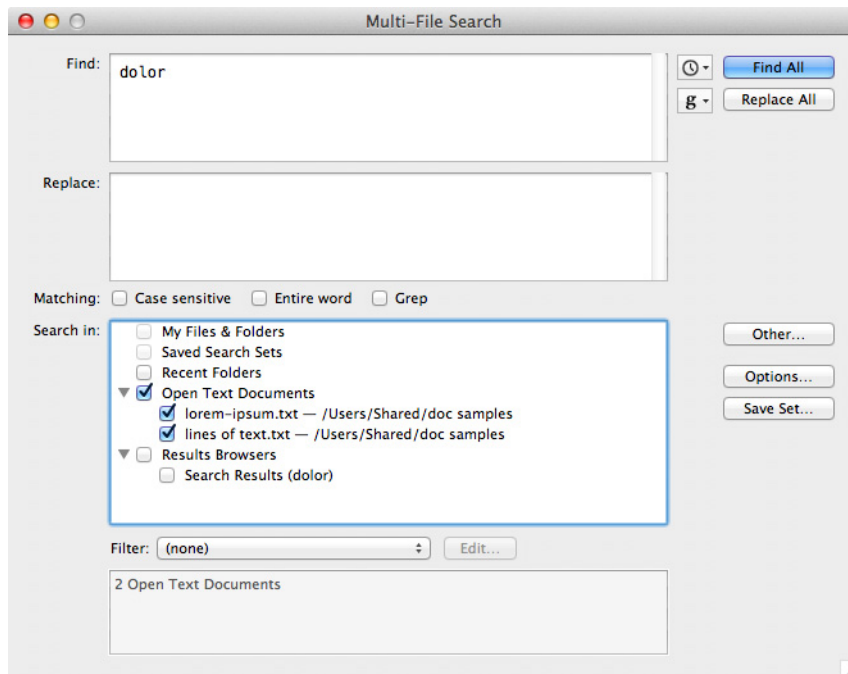 Multi-File Search
Find:
dolor
Find All
g
Replace All
Replace:
Matching: Case sensitive Entire word Grep
Search in:
My Files & Folders
Other...
Saved Search Sets
Recent Folders
Options...
Open Text Documents
lorem-ipsum.txt — /Users/Shared/doc samples
Save Set...
lines of text.txt — /Users/Shared/doc samples
Results Browsers
Search Results (dolor)
Filter: (none) Edit...
2 Open Text Documents